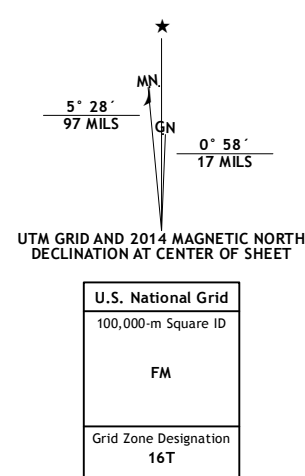 MN
GN
5° 28´
97 MILS
0° 58´
17 MILS
UTM GRID AND 2014 MAGNETIC NORTH
DECLINATION AT CENTER OF SHEET
U.S. National Grid
100,000-m Square ID
FM
Grid Zone Designation
16T